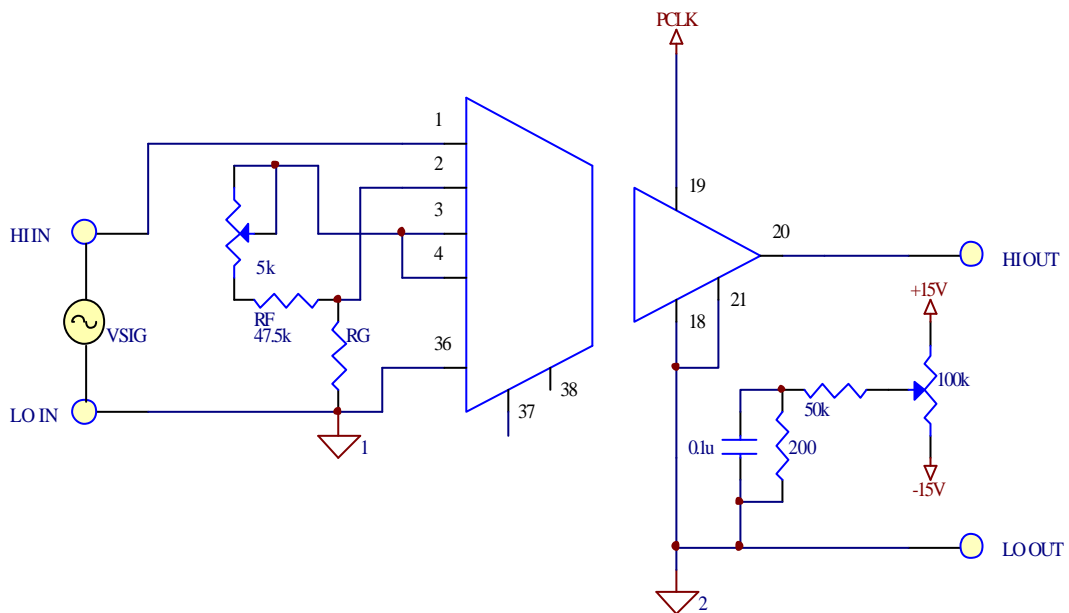 PCLK
1
2
19
3
HI IN
4
20
HI OUT
5k
21
+15V
RF
47.5k
VSIG
RG
36
18
38
100k
50k
LO IN
37
0.1u
200
1
-15V
LO OUT
2